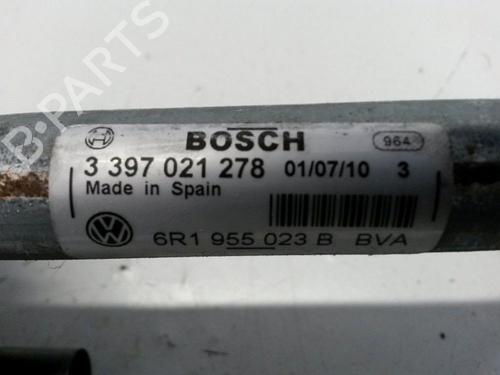 B-PARTS
BOSCH 964
3 397 021 278 01/07/10 3
Made in Spain
6R1 955 023 B BVA